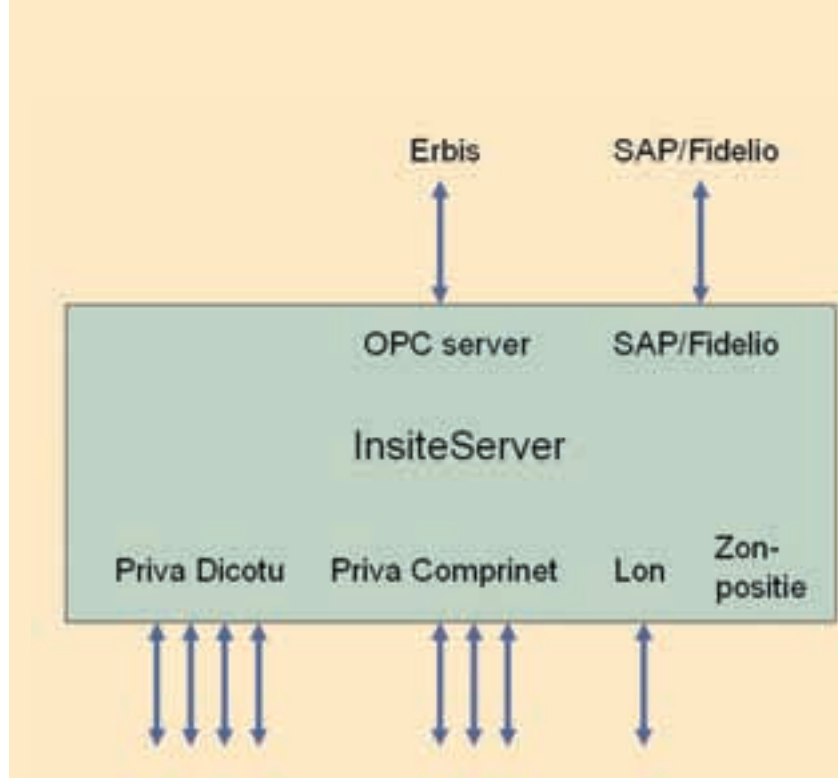 Erbis SAP/Fidelio
OPC server SAP/Fidelio
InsiteServer
Priva Dicotu Priva Comprinet Lon Zon-
positie